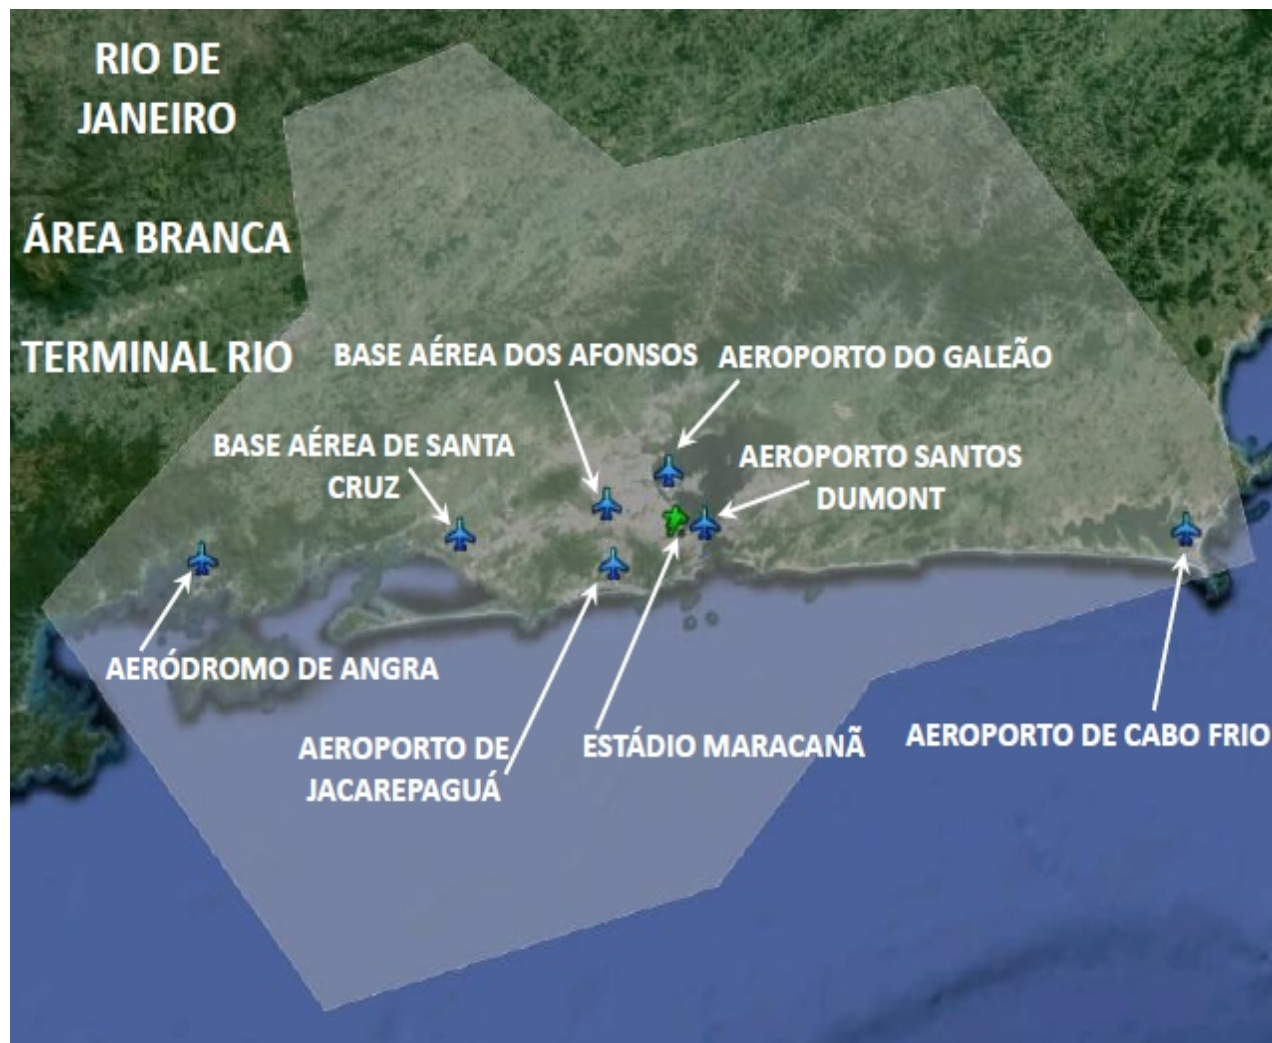 RIO DE
JANEIRO
ÁREA BRANCA
TERMINAL RIO
BASE AÉREA DOS AFONSOS
AEROPORTO DO GALEÃO
BASE AÉREA DE SANTA
CRUZ
AEROPORTO SANTOS
DUMONT
AERÓDROMO DE ANGRA
AEROPORTO DE
JACAREPAGUÁ
ESTÁDIO MARACANÃ
AEROPORTO DE CABO FRIO